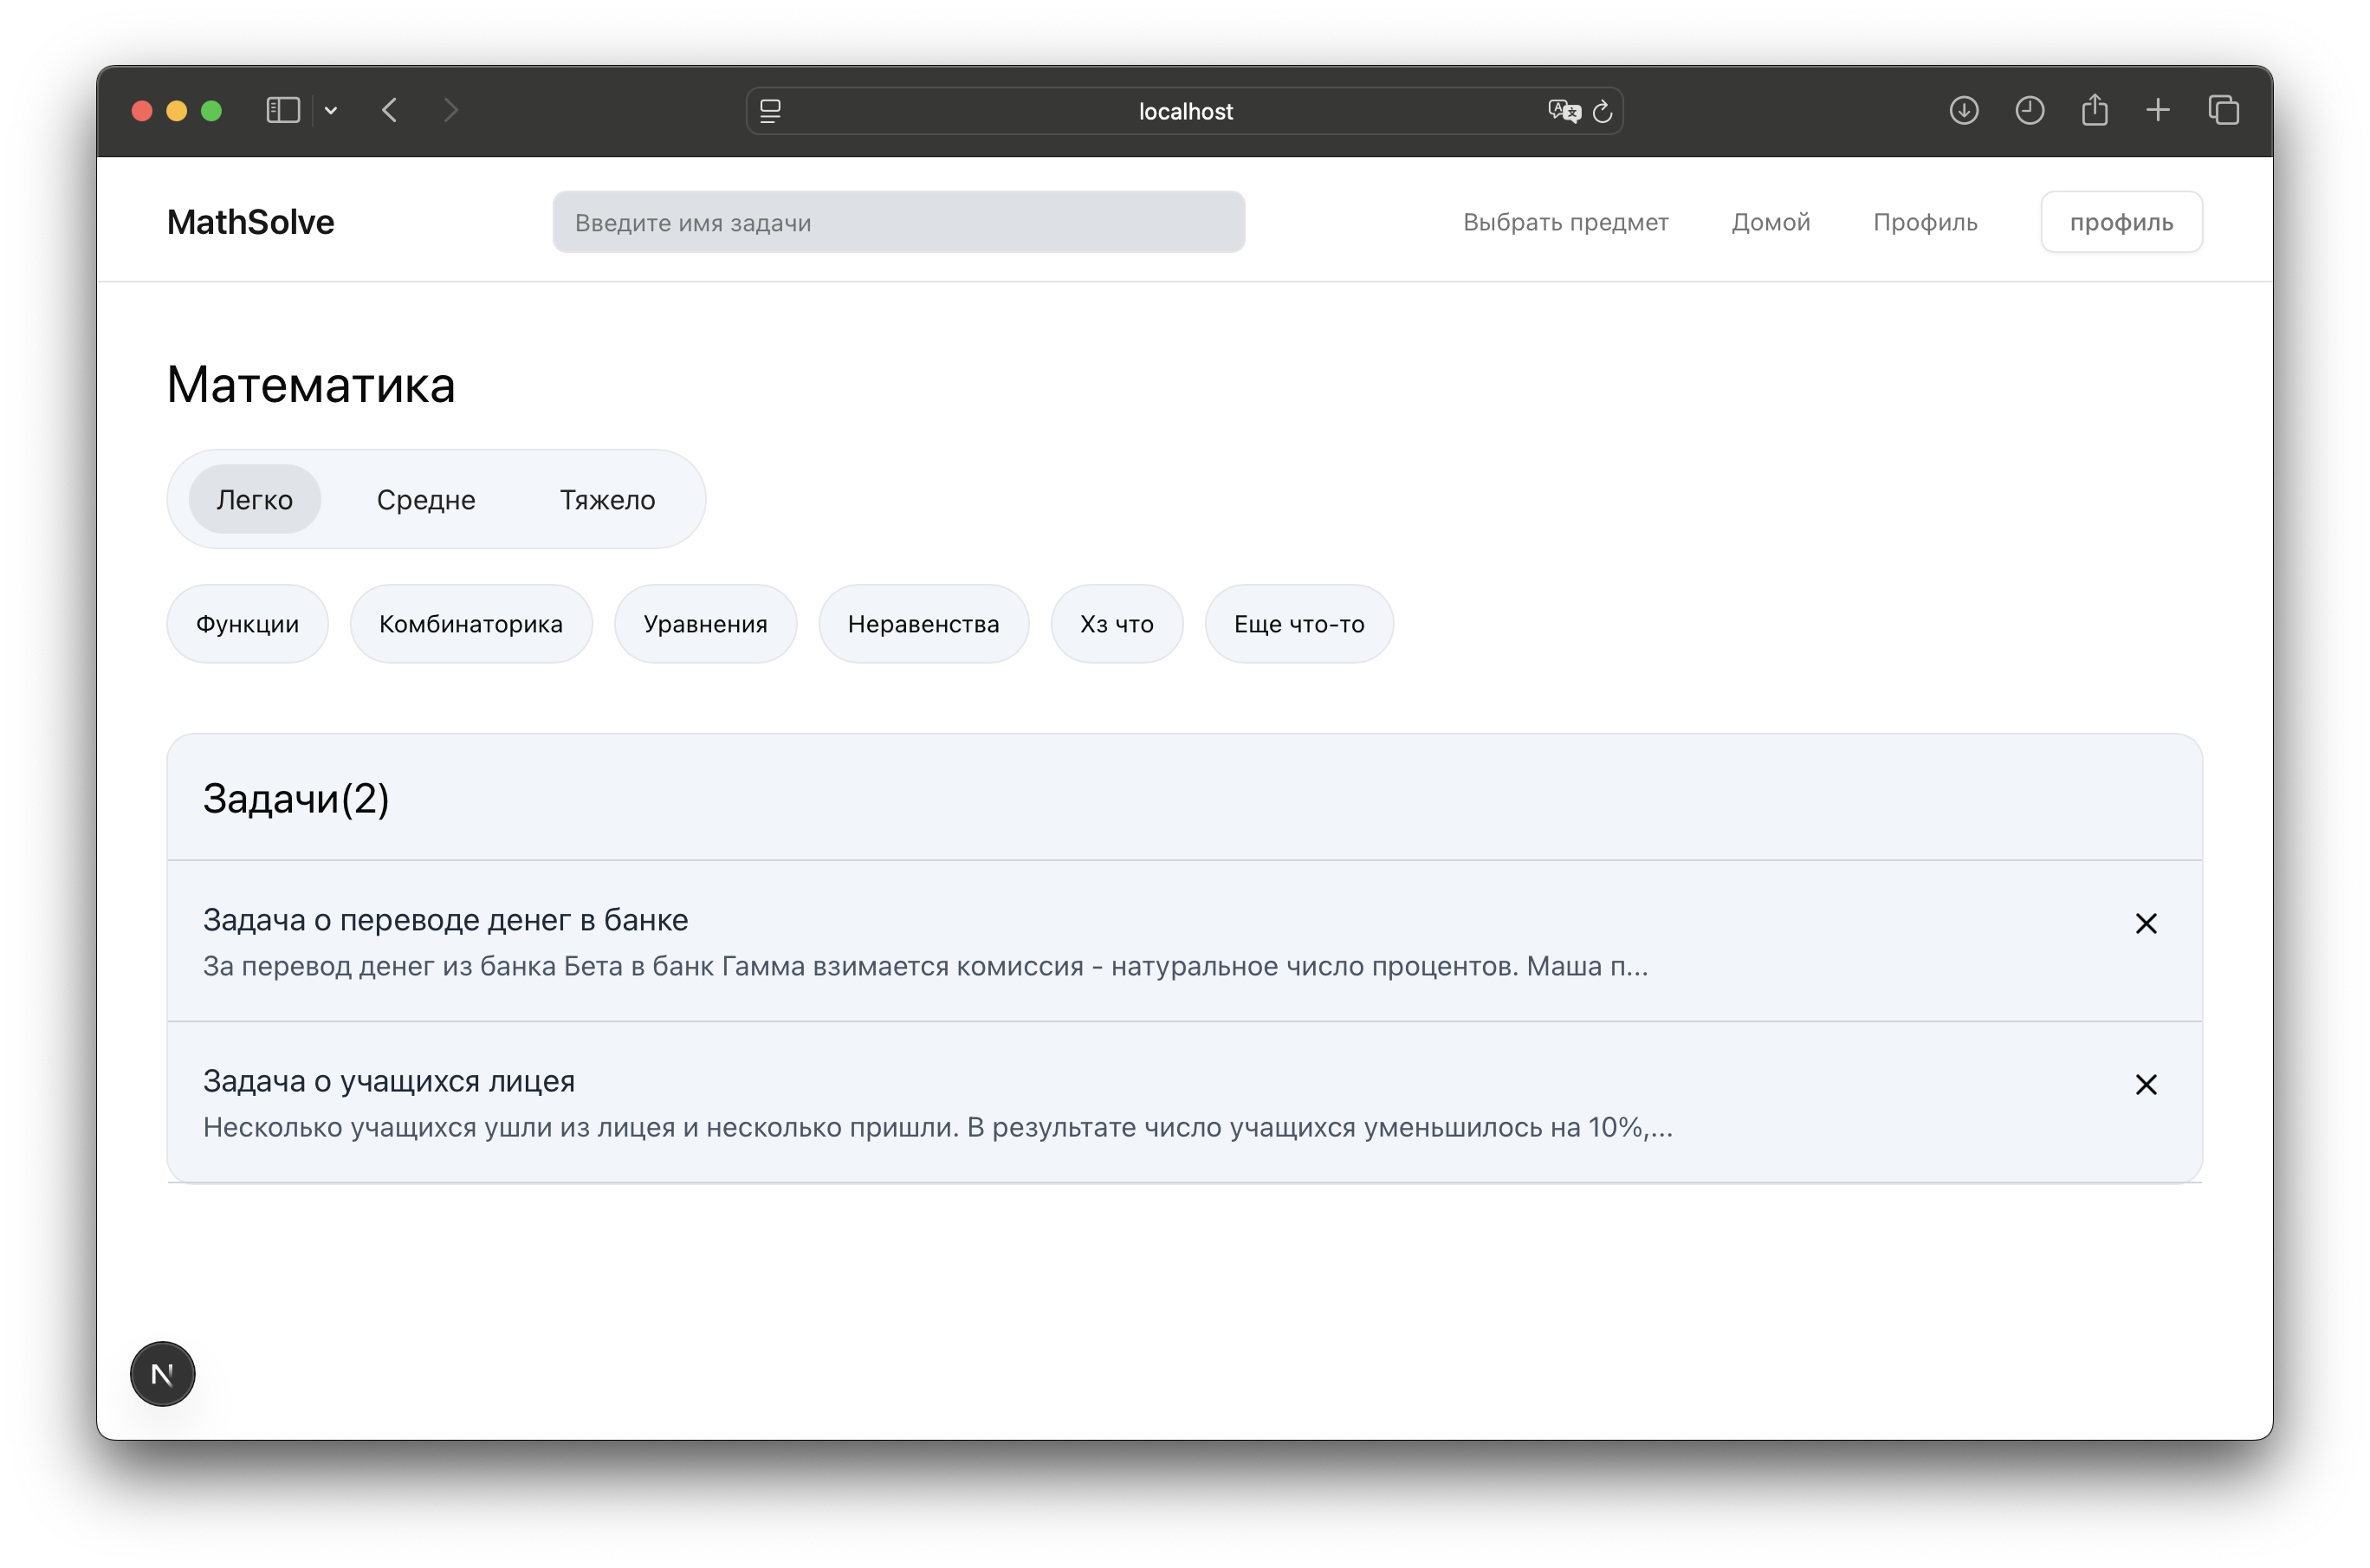 localhost
MathSolve
Введите имя задачи
Выбрать предмет
Домой
Профиль
профиль
Математика
Легко
Средне
Тяжело
Функции
Комбинаторика
Уравнения
Неравенства
Хз что
Еще что-то
Задачи(2)
Задача о переводе денег в банке
За перевод денег из банка Бета в банк Гамма взимается комиссия - натуральное число процентов. Маша п...
Задача о учащихся лицея
Несколько учащихся ушли из лицея и несколько пришли. В результате число учащихся уменьшилось на 10%,...
N